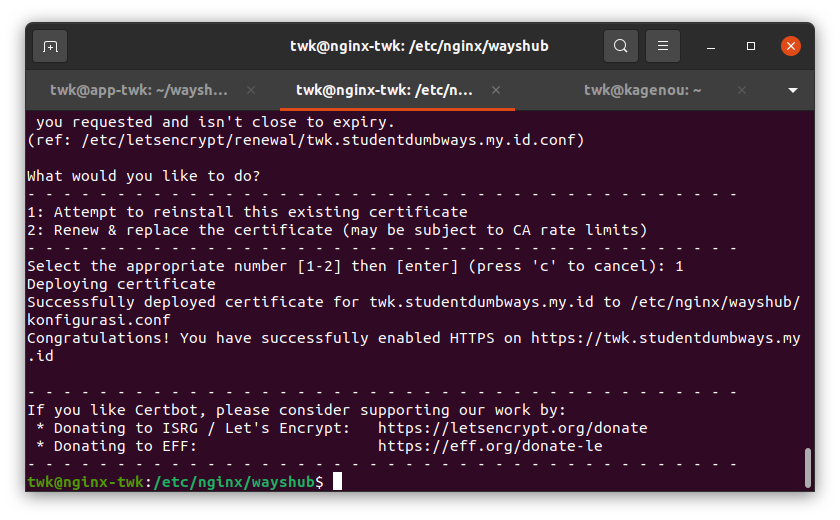 twk@nginx-twk: /etc/nginx/wayshub
twk@app-twk: ~/waysh... × twk@nginx-twk: /etc/n... × twk@kagenou: ~ ×
you requested and isn't close to expiry.
(ref: /etc/letsencrypt/renewal/twk.studentdumbways.my.id.conf)
What would you like to do?
- - - - - - - - - - - - - - - - - - - - - - - - - - - - - - - - - - - - - - - -
1: Attempt to reinstall this existing certificate
2: Renew & replace the certificate (may be subject to CA rate limits)
- - - - - - - - - - - - - - - - - - - - - - - - - - - - - - - - - - - - - - - -
Select the appropriate number [1-2] then [enter] (press 'c' to cancel): 1
Deploying certificate
Successfully deployed certificate for twk.studentdumbways.my.id to /etc/nginx/wayshub/
konfigurasi.conf
Congratulations! You have successfully enabled HTTPS on https://twk.studentdumbways.my
.id
- - - - - - - - - - - - - - - - - - - - - - - - - - - - - - - - - - - - - - - -
If you like Certbot, please consider supporting our work by:
* Donating to ISRG / Let's Encrypt: https://letsencrypt.org/donate
* Donating to EFF: https://eff.org/donate-le
- - - - - - - - - - - - - - - - - - - - - - - - - - - - - - - - - - - - - - - -
twk@nginx-twk:/etc/nginx/wayshub$